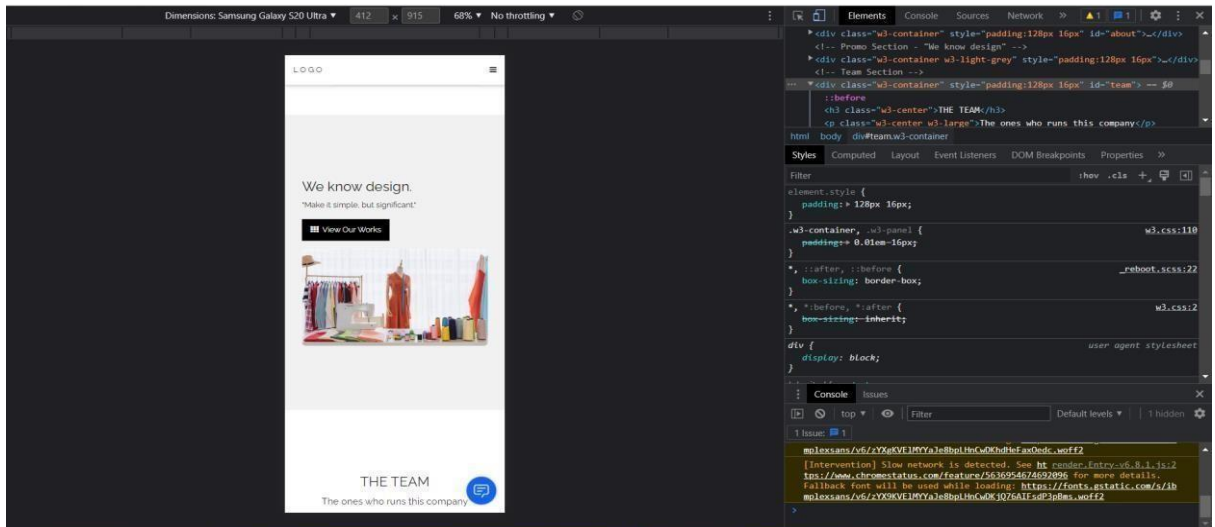 Dimensions: Samsung Galaxy S20 Ultra ▼ 412 x 915 68% ▼ No throttling ▼
LOGO
We know design.
"Make it simple, but significant."
View Our Works
THE TEAM
The ones who runs this company
Elements Console Sources Network » 1 1
<div class="w3-container" style="padding:128px 16px" id="about">…</div>
<!-- Promo Section - "We know design" -->
<div class="w3-container w3-light-grey" style="padding:128px 16px">…</div>
<!-- Team Section -->
<div class="w3-container" style="padding:128px 16px" id="team"> == $0
::before
<h3 class="w3-center">THE TEAM</h3>
<p class="w3-center w3-large">The ones who runs this company</p>
html body div#team.w3-container
Styles Computed Layout Event Listeners DOM Breakpoints Properties »
Filter :hov .cls +
element.style {
padding: 128px 16px;
}
.w3-container, .w3-panel { w3.css:110
padding: 0.01em 16px;
}
*, ::after, ::before { _reboot.scss:22
box-sizing: border-box;
}
*, *:before, *:after { w3.css:2
box-sizing: inherit;
}
div { user agent stylesheet
display: block;
}
Console Issues
top ▼ Filter Default levels ▼ 1 hidden
1 Issue: 1
[Intervention] Slow network is detected. See ht render.Entry-v6.8.1.js:2
tps://www.chromestatus.com/feature/5636954674692096 for more details.
Fallback font will be used while loading: https://fonts.gstatic.com/s/ib